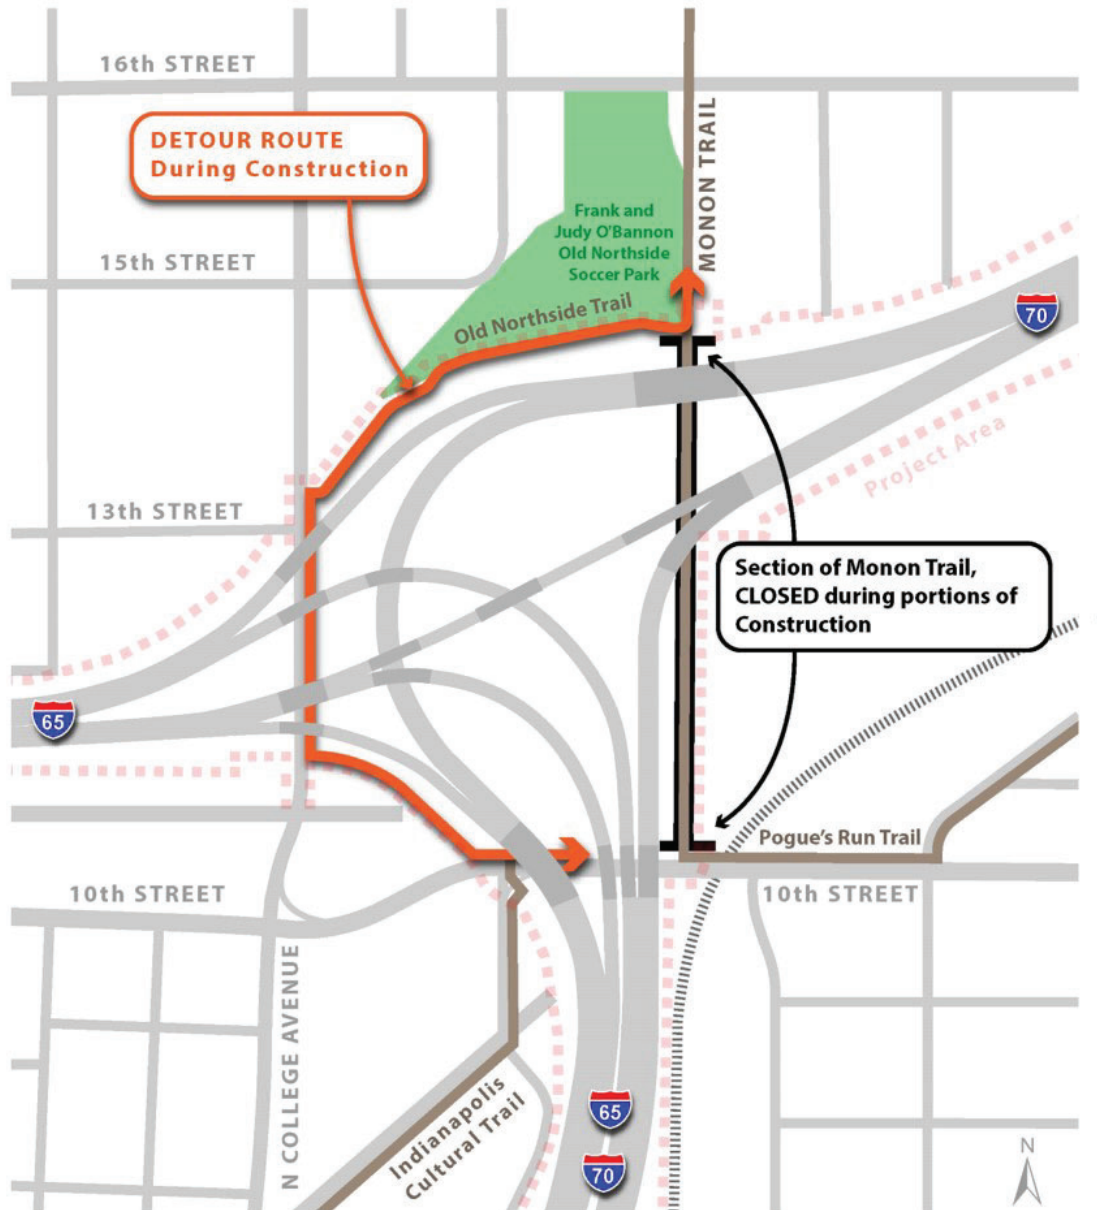 16th STREET
DETOUR ROUTE
During Construction
MONON TRAIL
Frank and
Judy O'Bannon
Old Northside
Soccer Park
15th STREET
Old Northside Trail
70
Project Area
13th STREET
Section of Monon Trail,
CLOSED during portions of
Construction
65
Pogue's Run Trail
10th STREET
10th STREET
N COLLEGE AVENUE
Indianapolis
Cultural Trail
65
70
N